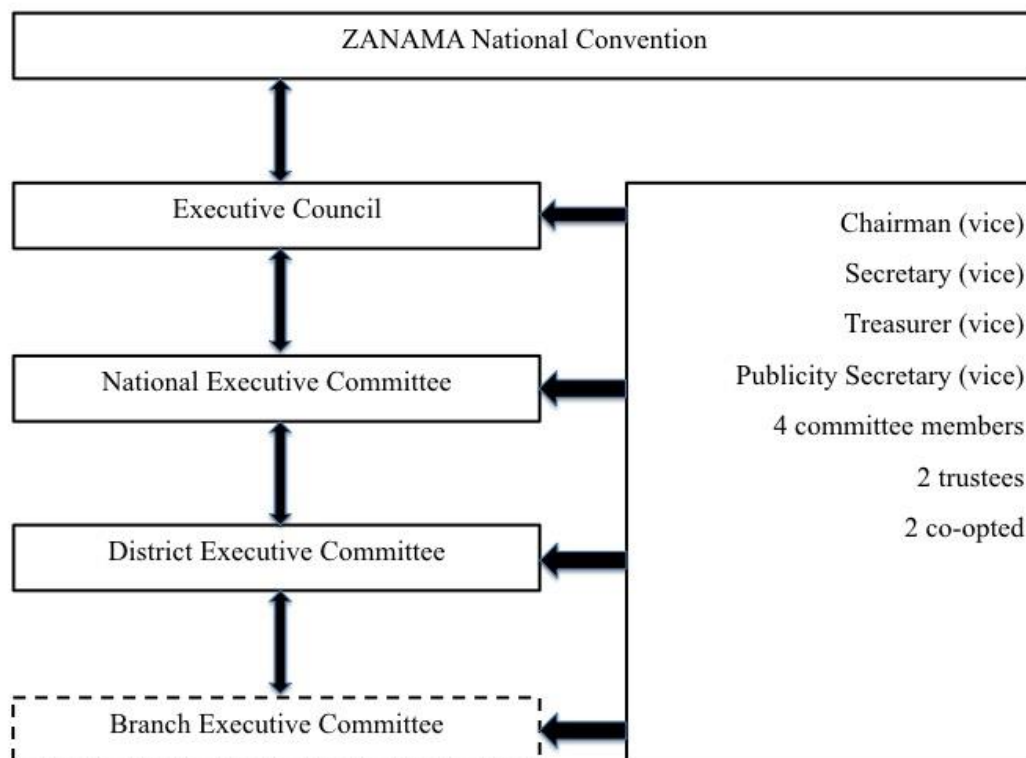 ZANAMA National Convention
Executive Council
National Executive Committee
District Executive Committee
Branch Executive Committee
Chairman (vice)
Secretary (vice)
Treasurer (vice)
Publicity Secretary (vice)
4 committee members
2 trustees
2 co-opted